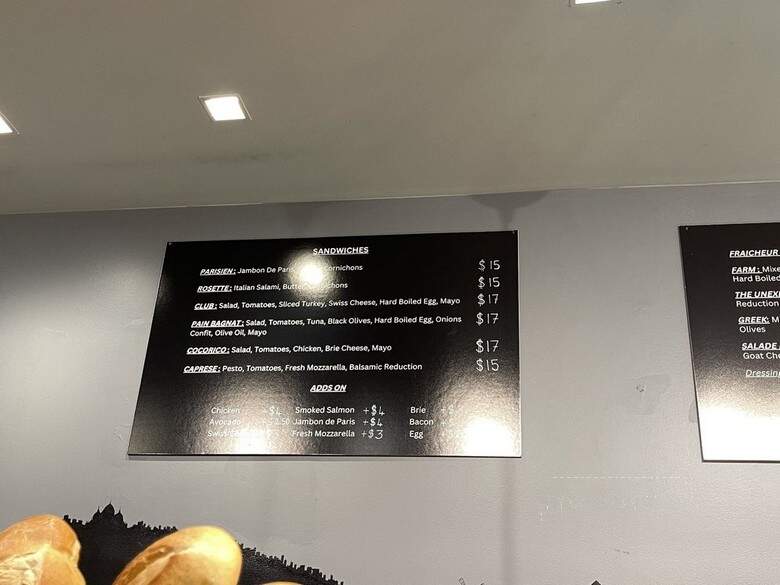 SANDWICHES
PARISIEN: Jambon De Paris, Cornichons $15
ROSETTE: Italian Salami, Butter, Cornichons $15
CLUB: Salad, Tomatoes, Sliced Turkey, Swiss Cheese, Hard Boiled Egg, Mayo $17
PAIN BAGNAT: Salad, Tomatoes, Tuna, Black Olives, Hard Boiled Egg, Onions $17
Confit, Olive Oil, Mayo
COCORICO: Salad, Tomatoes, Chicken, Brie Cheese, Mayo $17
CAPRESE: Pesto, Tomatoes, Fresh Mozzarella, Balsamic Reduction $15
ADDS ON
Chicken +$4 Smoked Salmon +$4 Brie
Avocado Jambon de Paris +$4 Bacon
Fresh Mozzarella +$3 Egg
FRAICHEUR
FARM:
Hard Boiled
THE
Reduction
GREEK:
Olives
SALADE
Goat